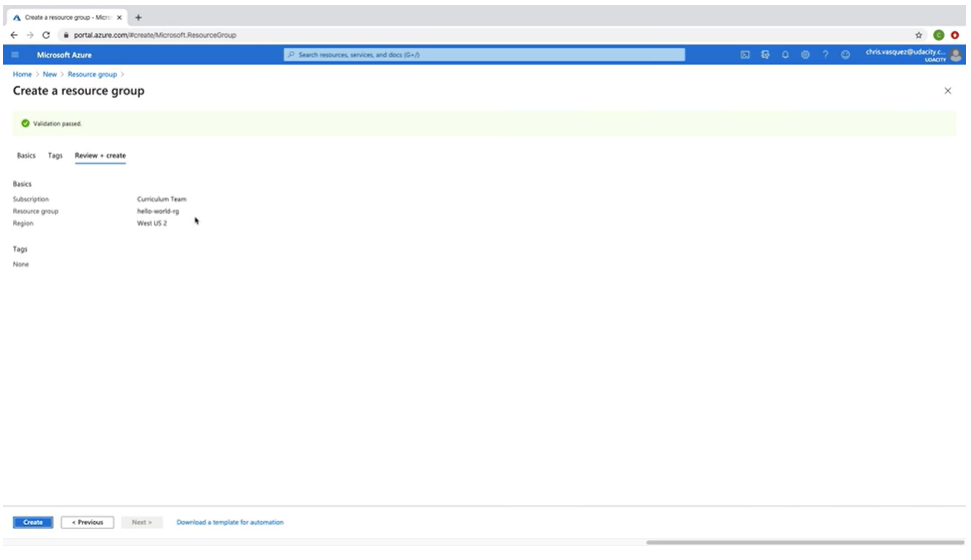 Create a resource group - Micro
portal.azure.com/#create/Microsoft.ResourceGroup
Microsoft Azure
Search resources, services, and docs (G+/)
chris.vasquez@udacity.c...
UDACITY
Home > New > Resource group >
Create a resource group
Validation passed.
Basics Tags Review + create
Basics
Subscription Curriculum Team
Resource group hello-world-rg
Region West US 2
Tags
None
Create < Previous Next > Download a template for automation